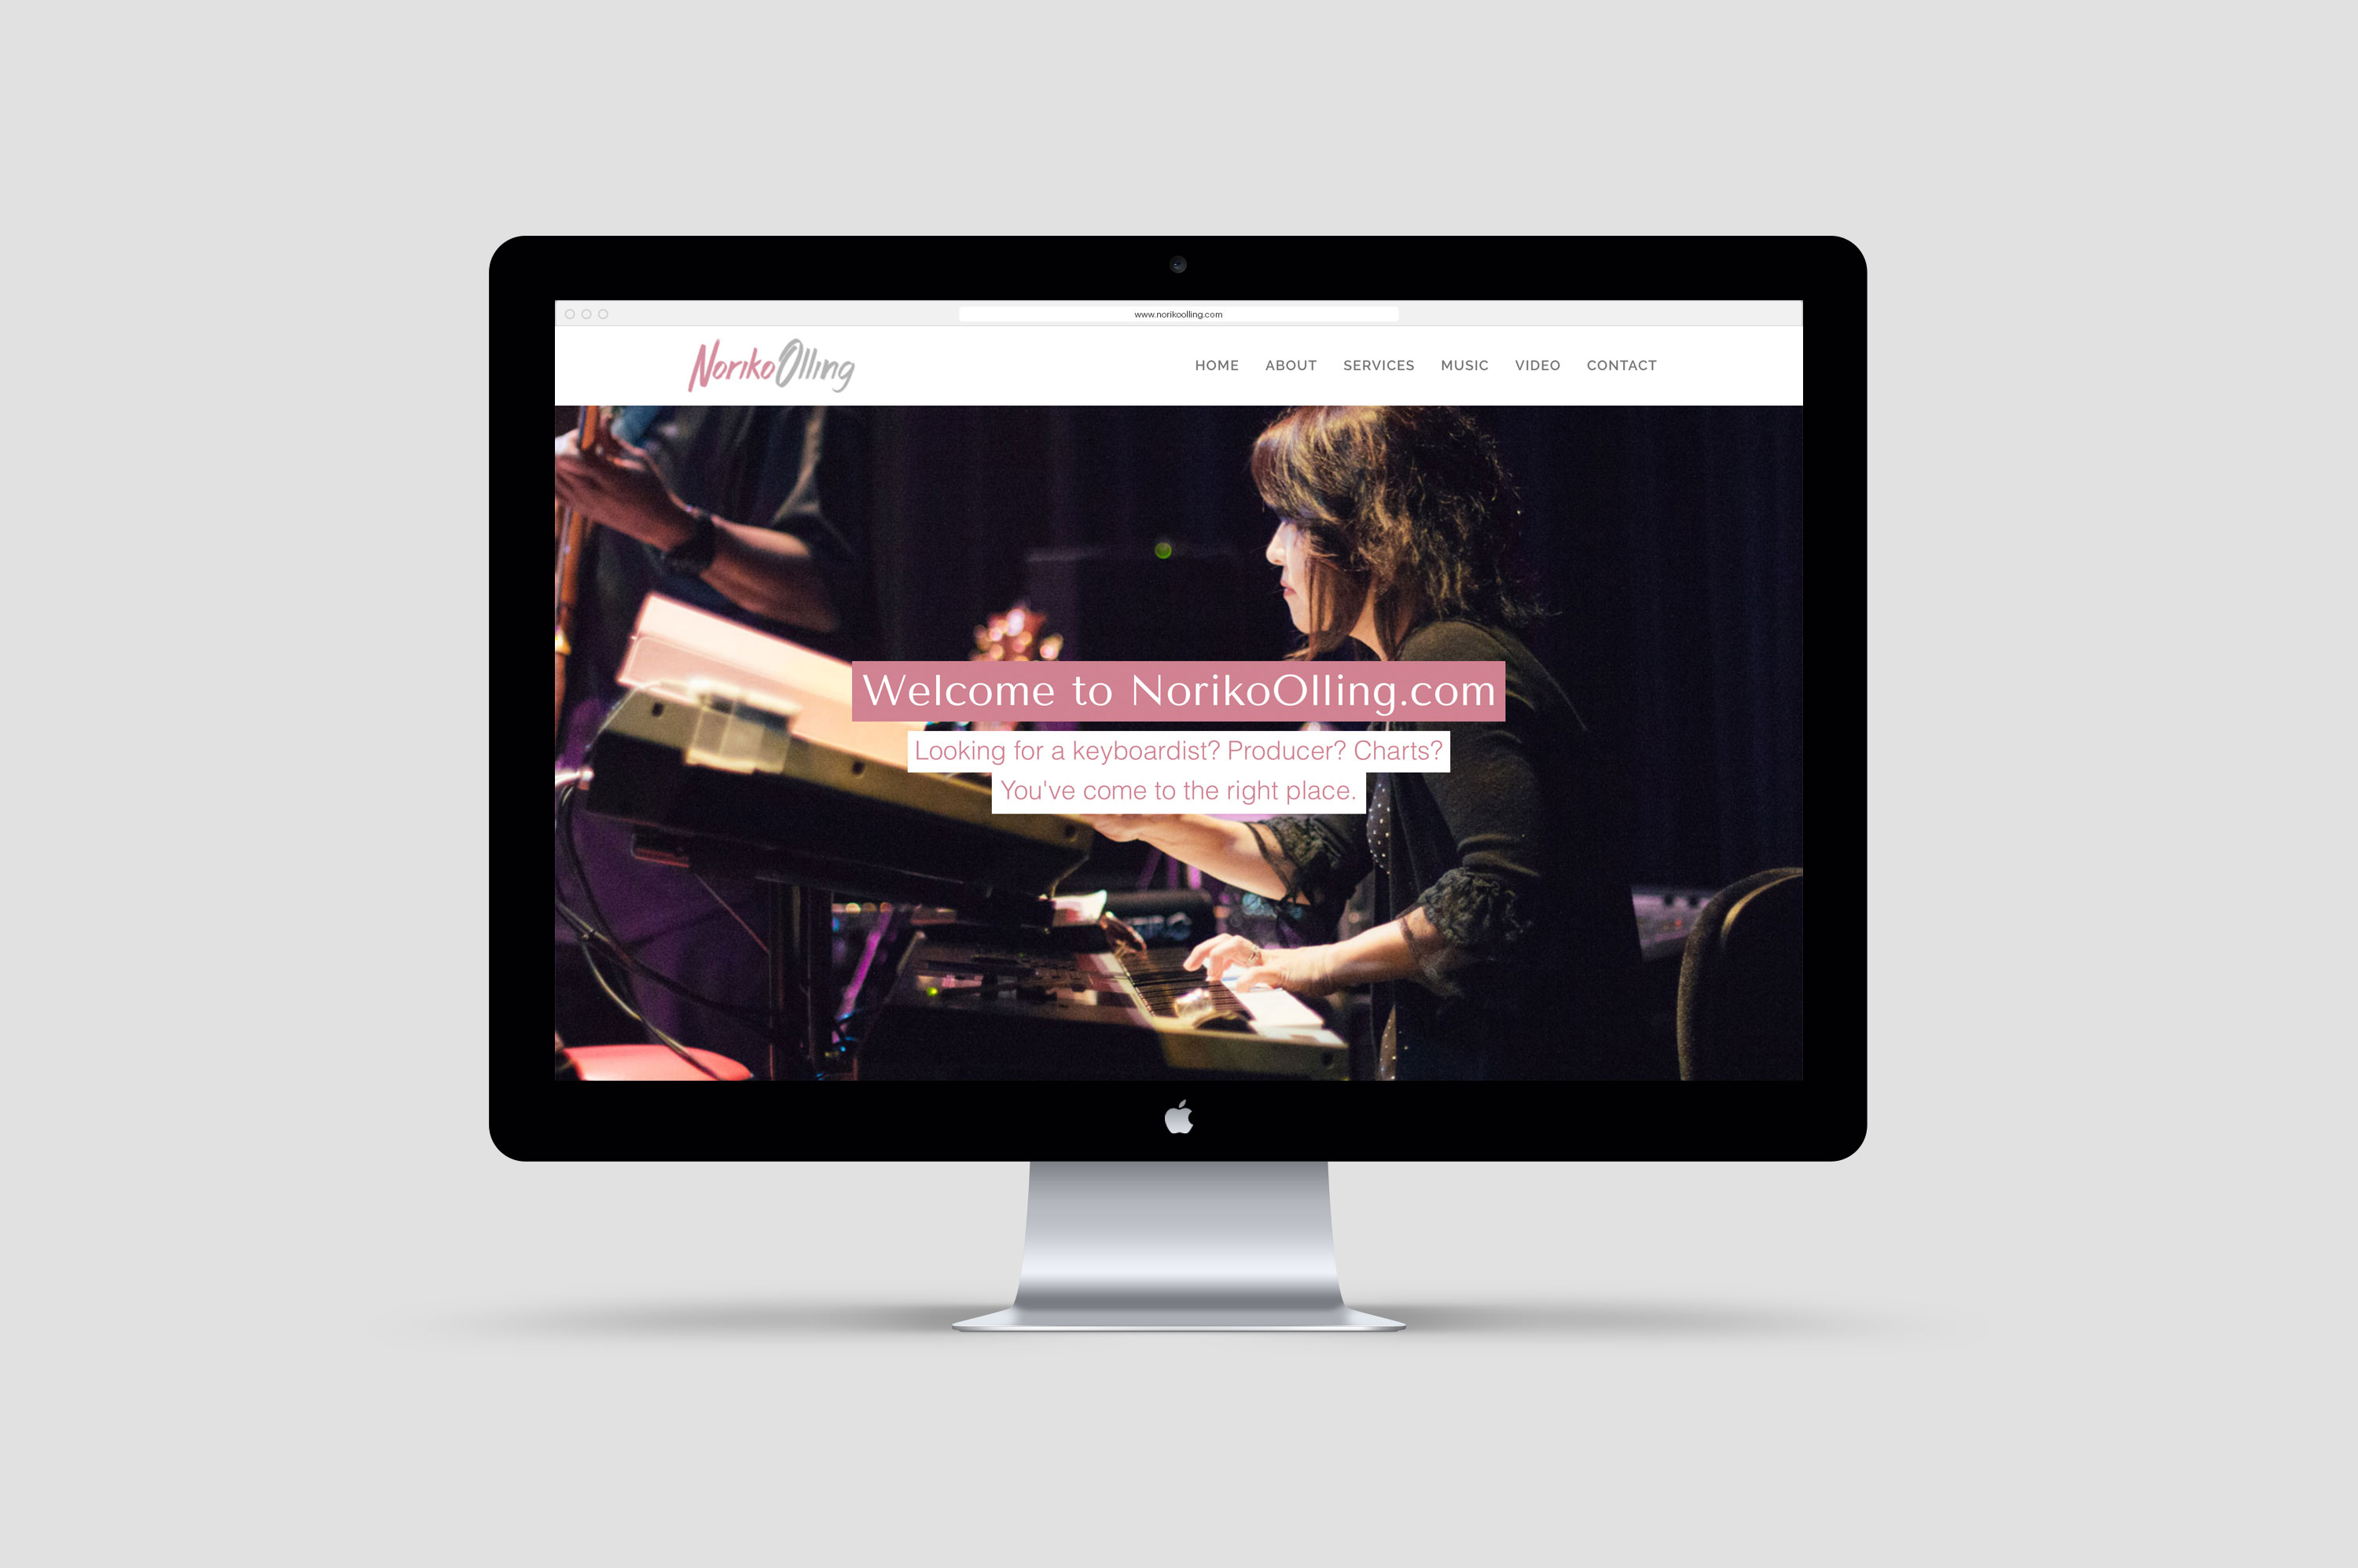 www.norikoolling.com
NorikoOlling
HOME ABOUT SERVICES MUSIC VIDEO CONTACT
Welcome to NorikoOlling.com
Looking for a keyboardist? Producer? Charts?
You've come to the right place.